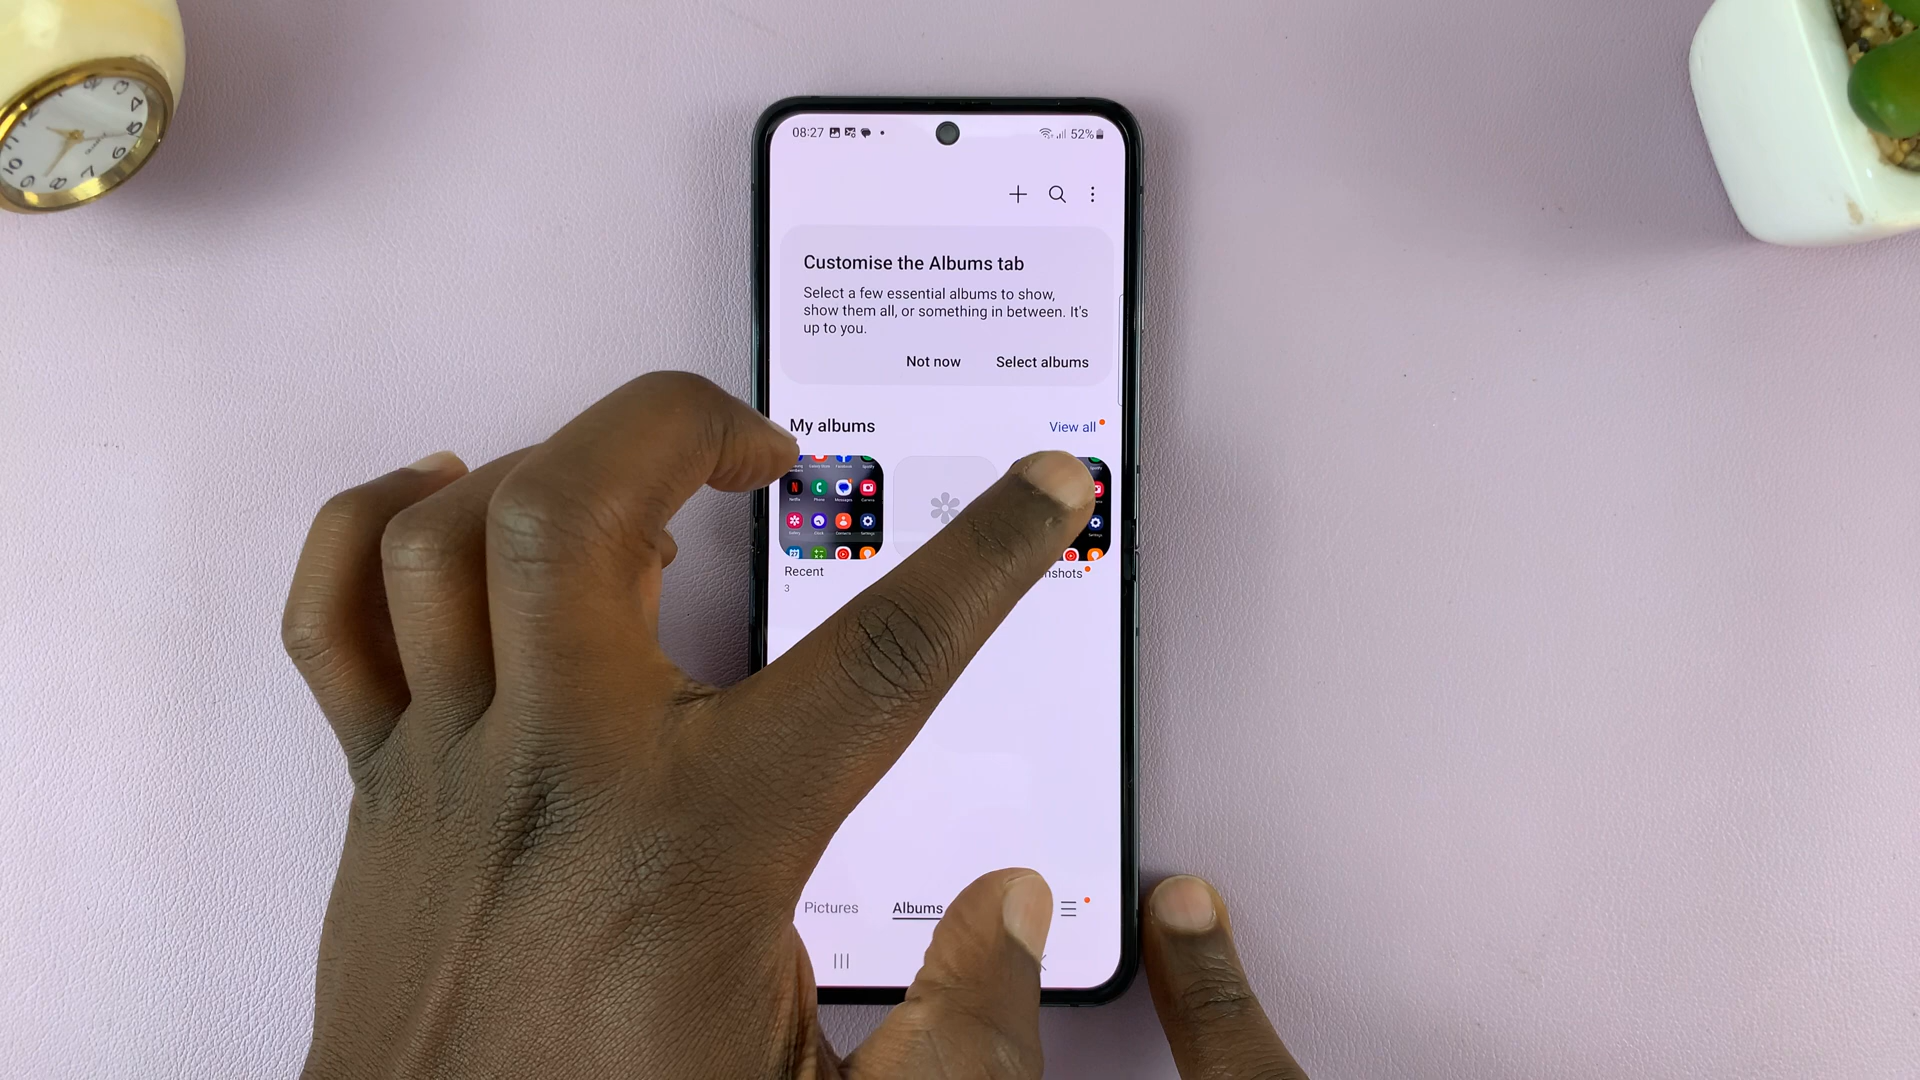 08:27
52%
Customise the Albums tab
Select a few essential albums to show,
show them all, or something in between. It's
up to you.
Not now Select albums
My albums
View all
Recent
3
Pictures
Albums